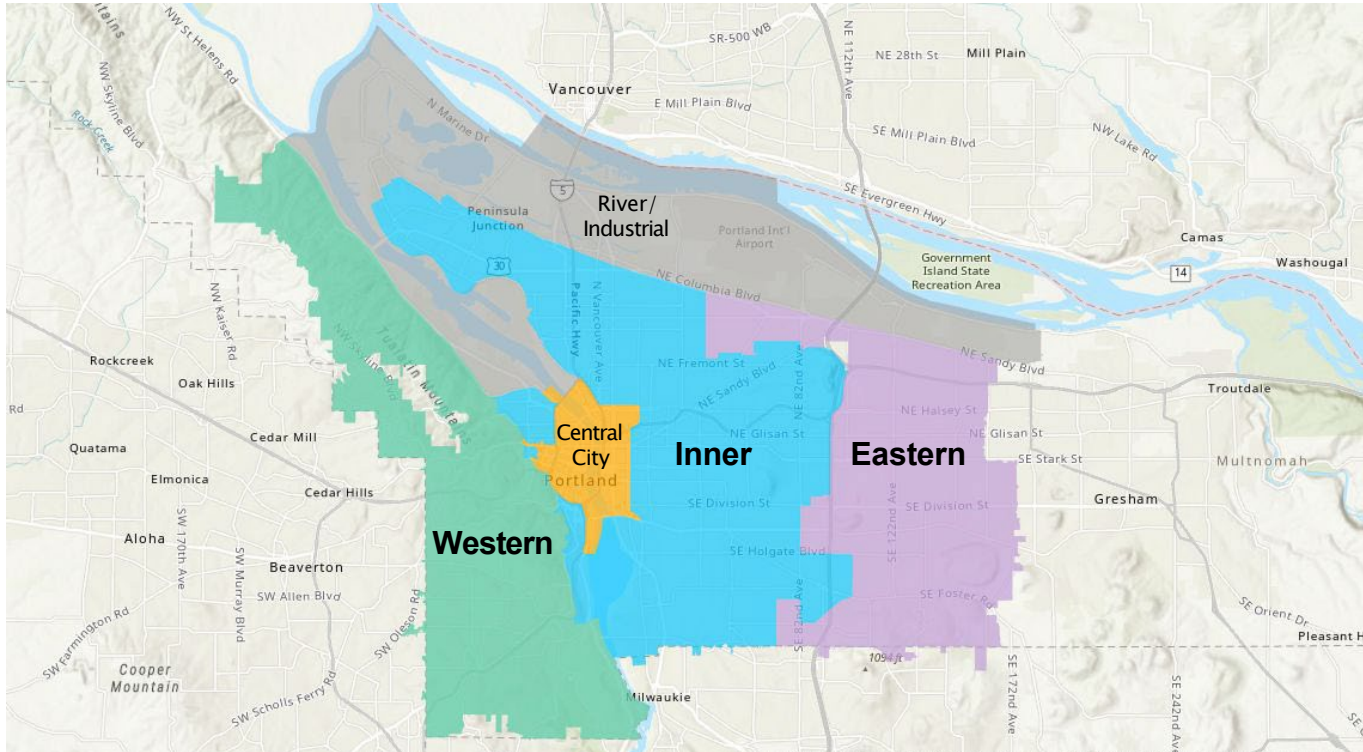 NW St Helens Rd
SR-500 WB
NE 112th Ave
NE 28th St
Mill Plain
NW Skyline Blvd
Vancouver
E Mill Plain Blvd
Rock Creek
N Marine Dr
SE Mill Plain Blvd
NW Lake Rd
5
SE Evergreen Hwy
River /
Industrial
Peninsula
Junction
Portland Int'l
Airport
Camas
Government
Island State
Recreation Area
14
Washougal
30
NE Columbia Blvd
NW Kaiser Rd
N Vancouver Ave
Pacific Hwy
NW Skyline Blvd
Tualatin Mountains
Rockcreek
NE Fremont St
NE Sandy Blvd
NE 82nd Ave
NE Sandy Blvd
Oak Hills
Troutdale
Rd
NE Halsey St
Cedar Mill
Central
City
NE Glisan St
NE Glisan St
Quatama
Inner
Eastern
SE Stark St
Multnomah
Elmonica
Portland
Cedar Hills
SE Division St
SE Division St
Gresham
SW 170th Ave
Aloha
Western
SE Holgate Blvd
SE 122nd Ave
Beaverton
SW Murray Blvd
SW Allen Blvd
SE Foster Rd
SW Farmington Rd
SW Oleson Rd
SE 82nd Ave
SE Orient Dr
Pleasant H
1094 ft
Cooper
Mountain
Milwaukie
SE 172nd Ave
SE 242nd Ave
SW Scholls Ferry Rd